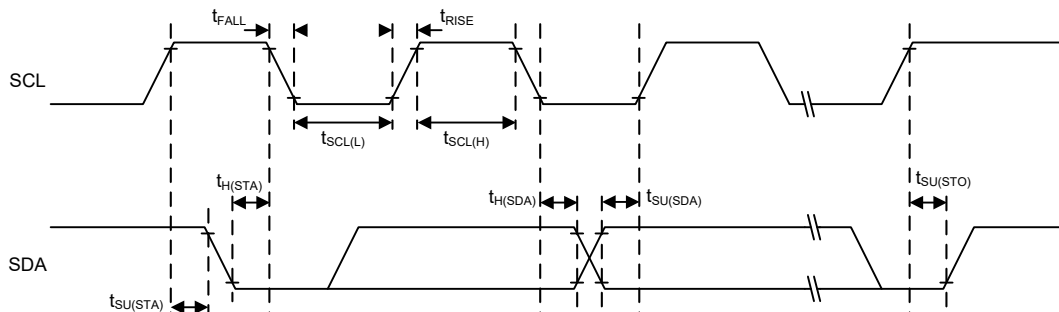 tFALL
tRISE
SCL
tSCL(L)
tSCL(H)
tH(STA)
tH(SDA)
tSU(SDA)
tSU(STO)
SDA
tSU(STA)